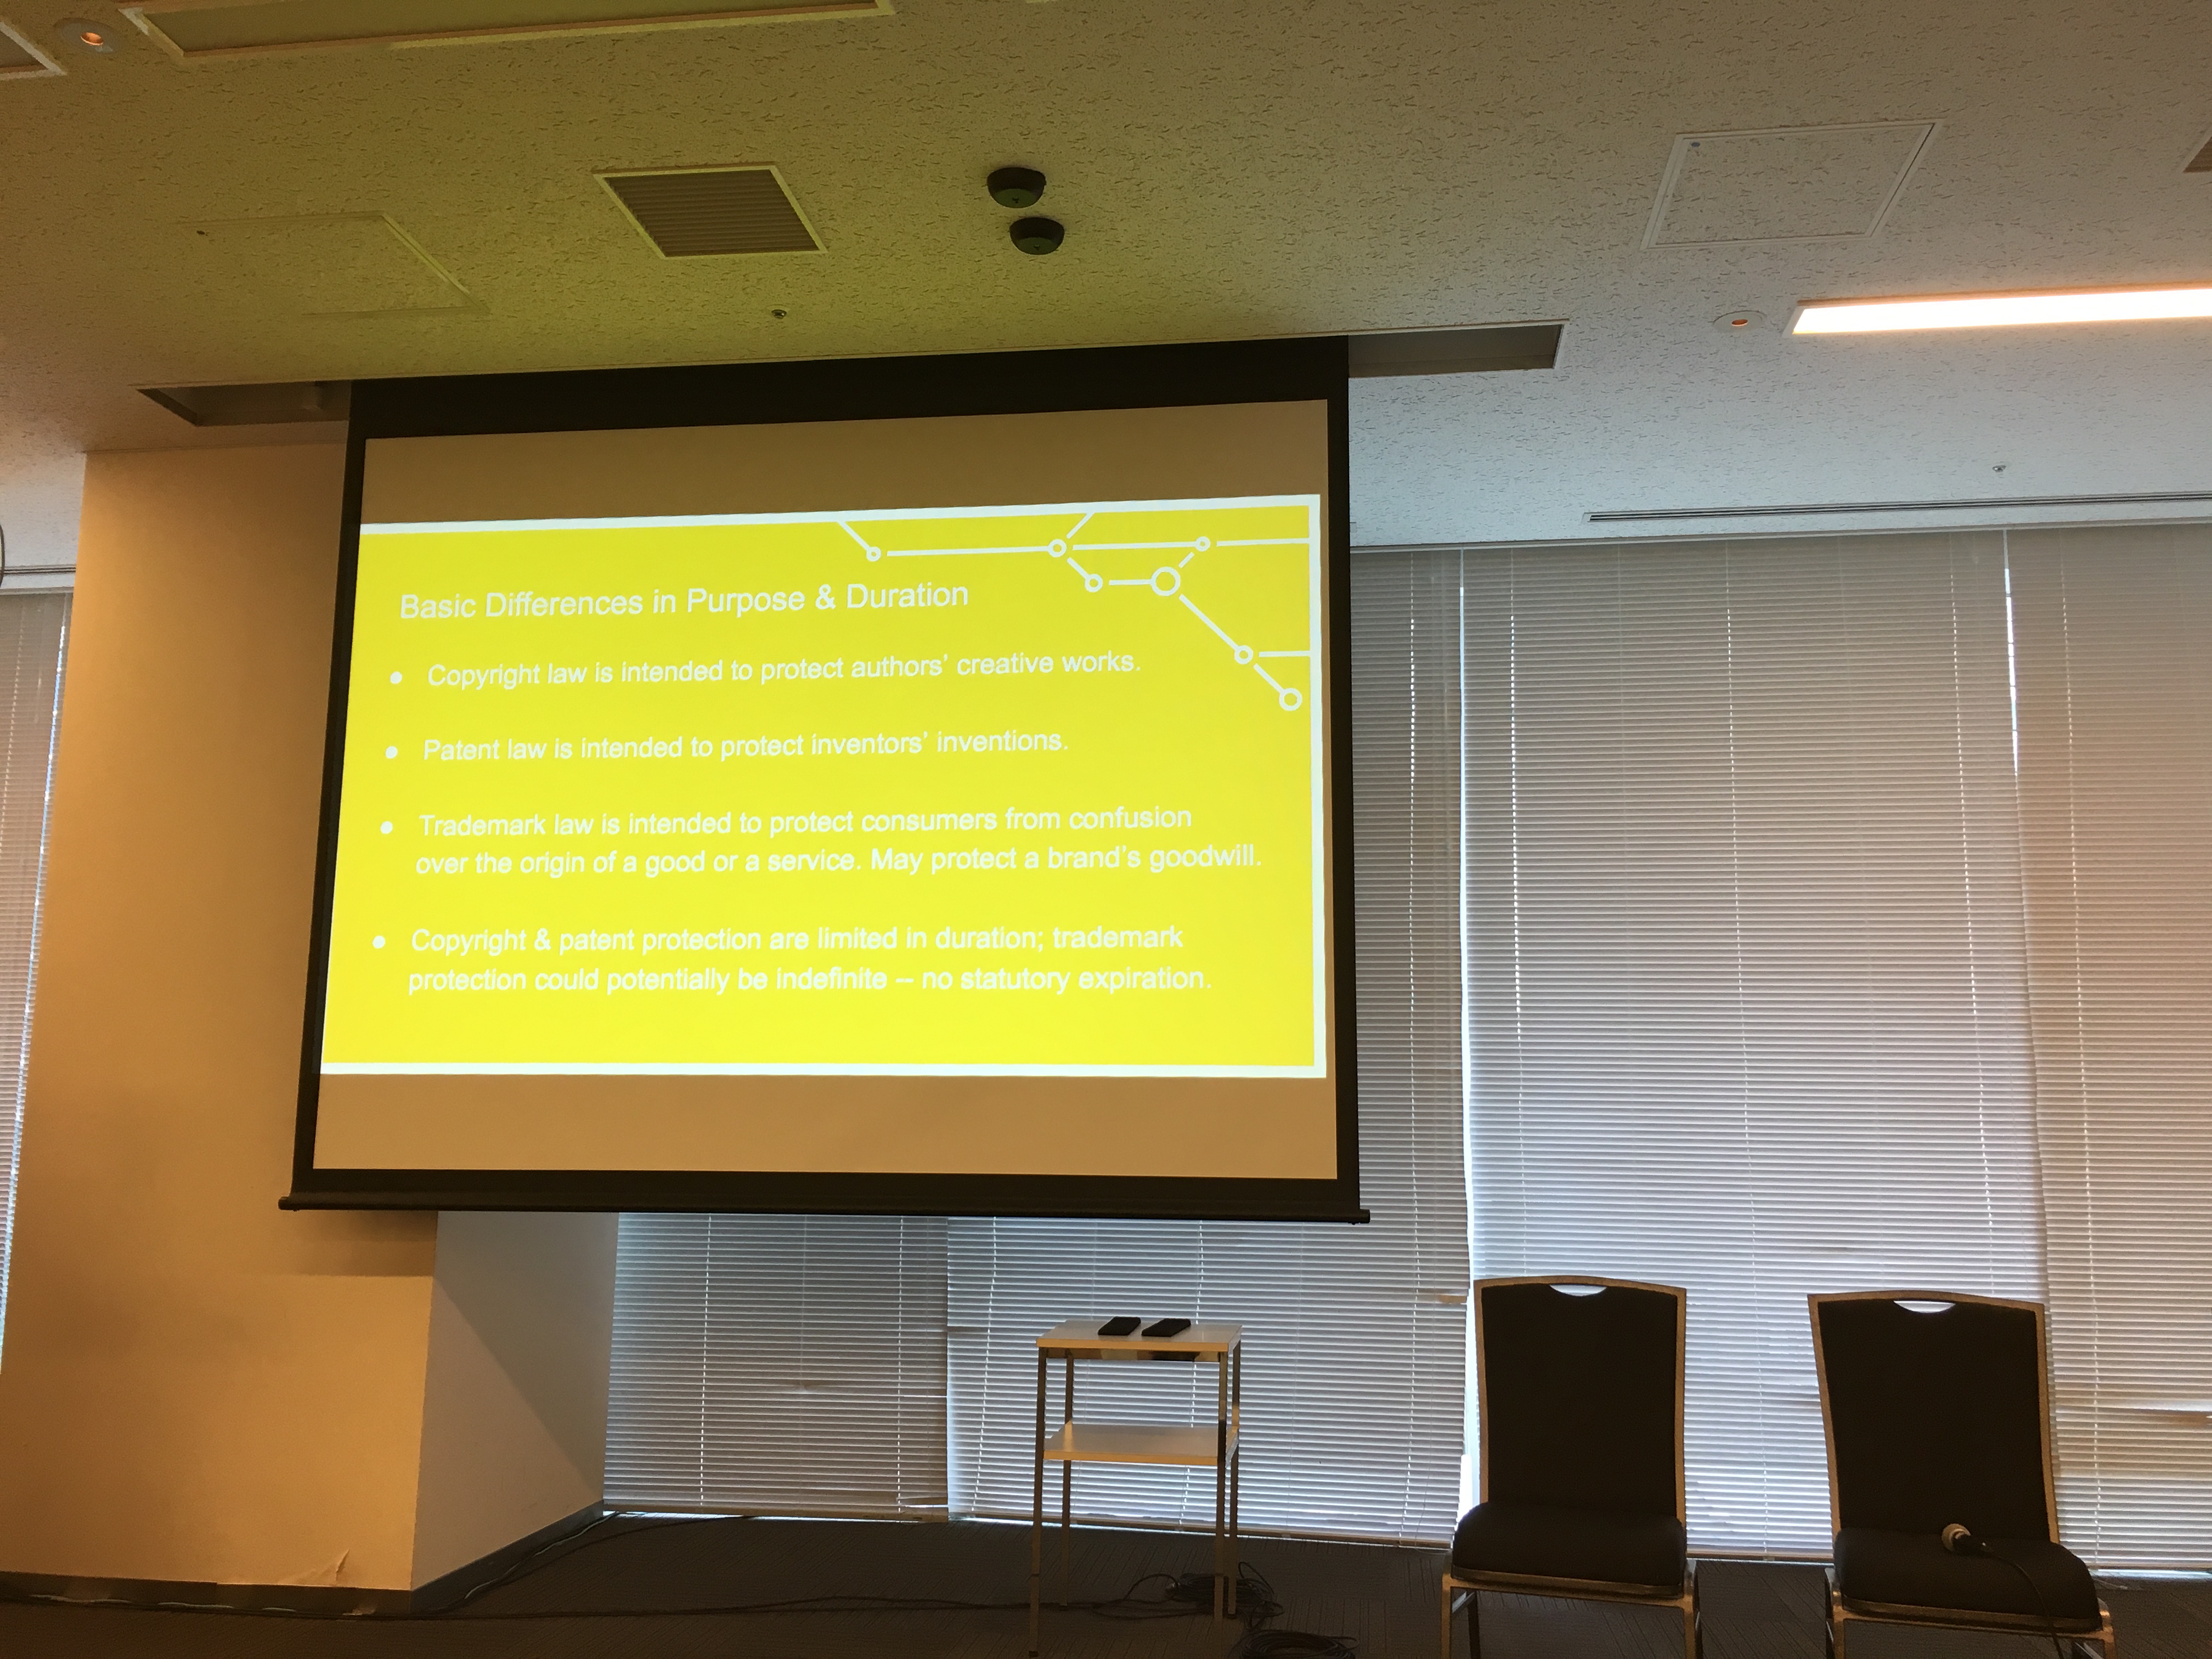 Basic Differences in Purpose & Duration
● Copyright law is intended to protect authors’ creative works.
● Patent law is intended to protect inventors’ inventions.
● Trademark law is intended to protect consumers from confusion
over the origin of a good or a service. May protect a brand’s goodwill.
● Copyright & patent protection are limited in duration; trademark
protection could potentially be indefinite -- no statutory expiration.